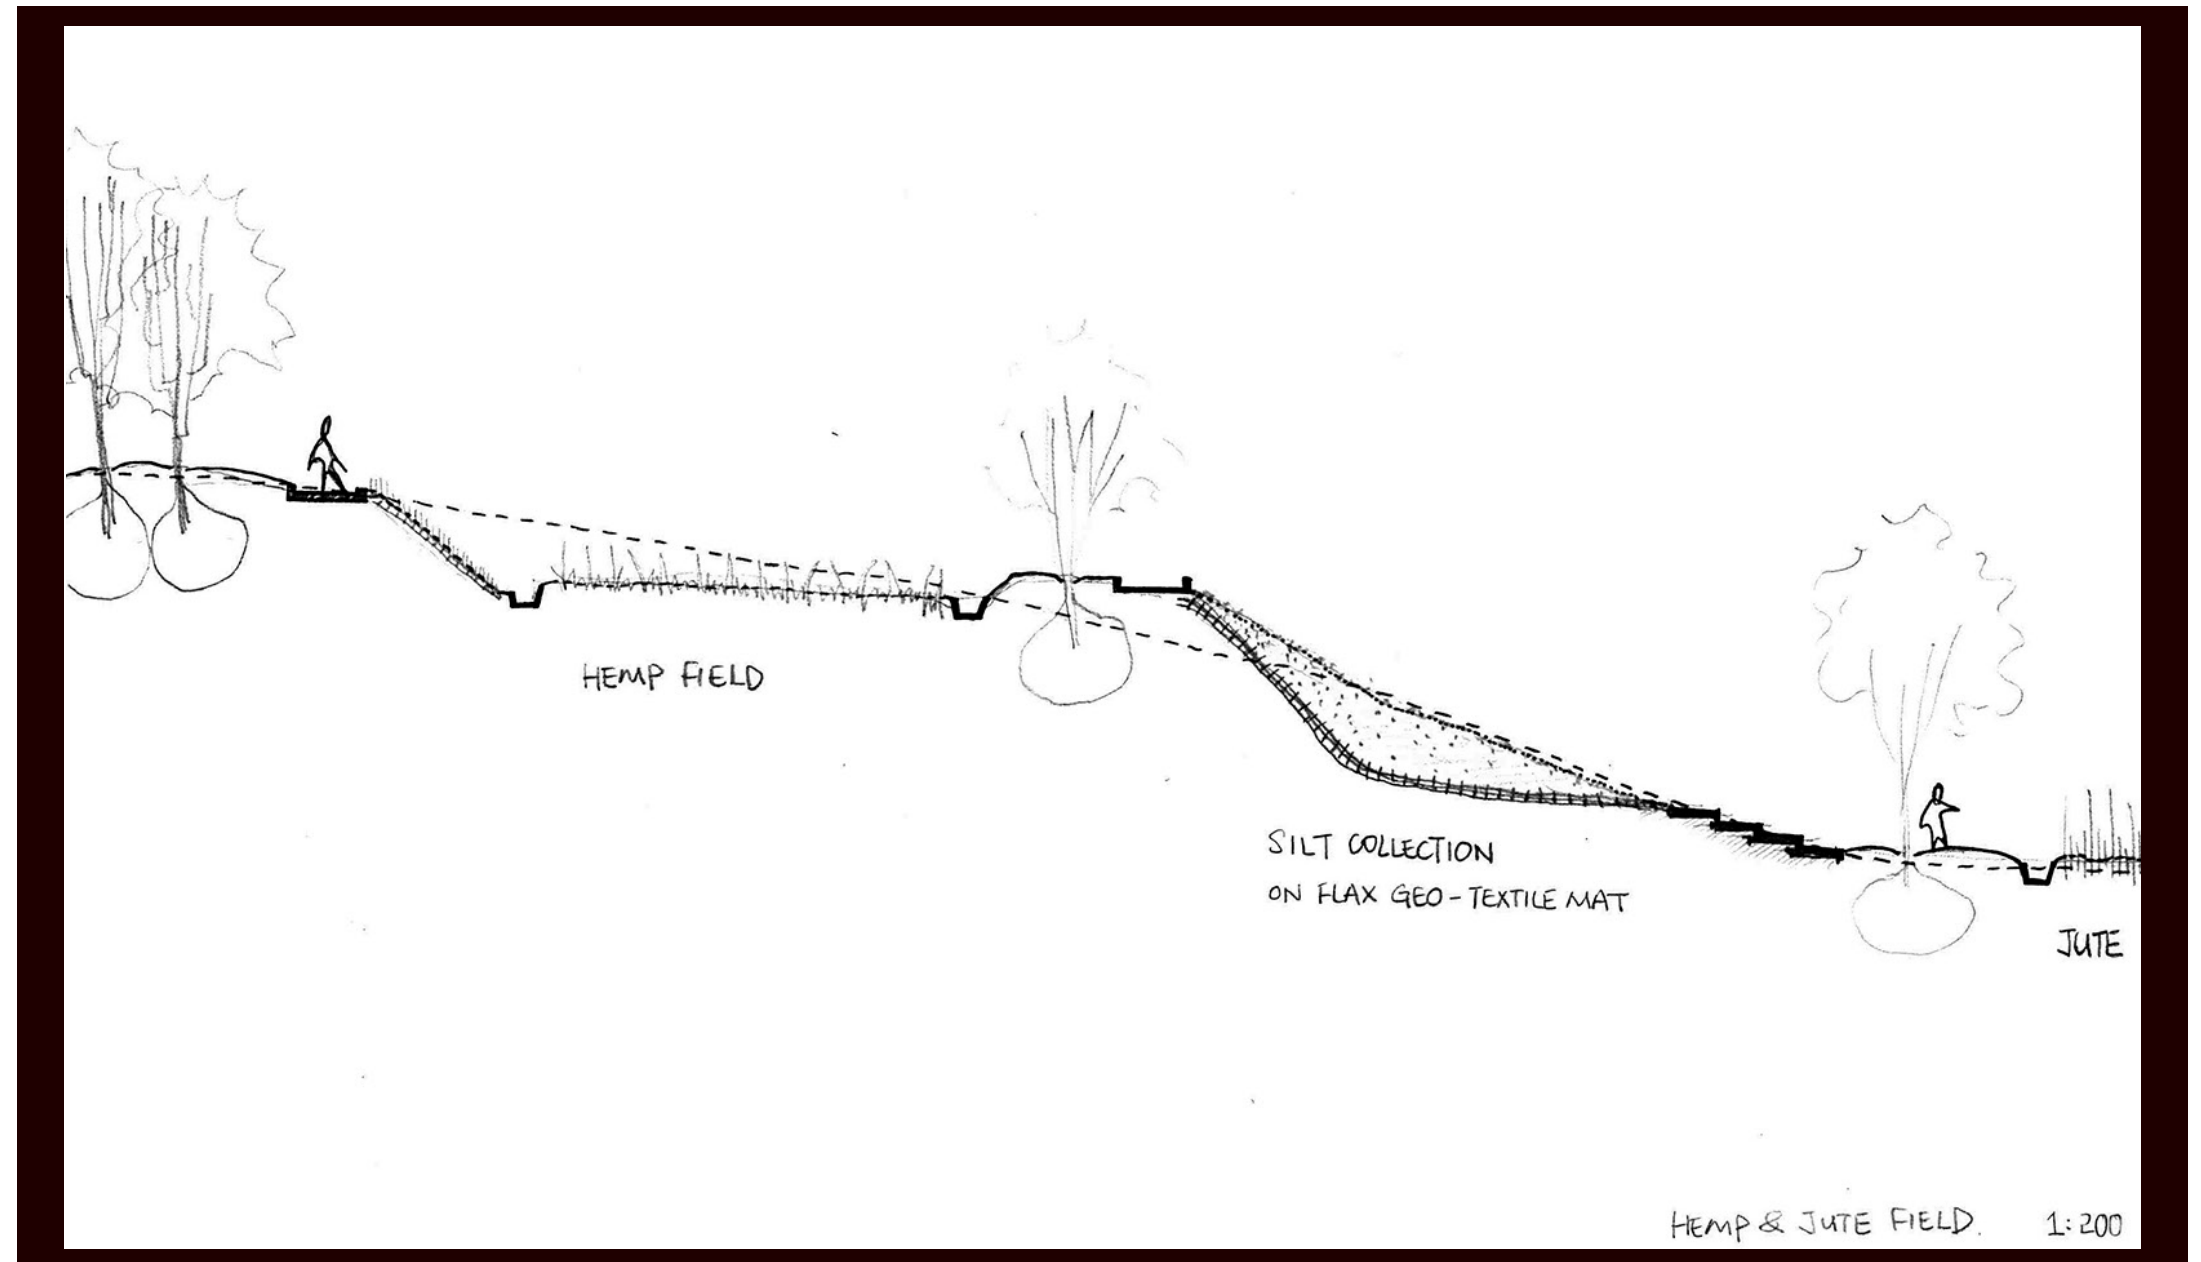 HEMP FIELD
SILT COLLECTION
ON FLAX GEO-TEXTILE MAT
JUTE
HEMP & JUTE FIELD. 1:200